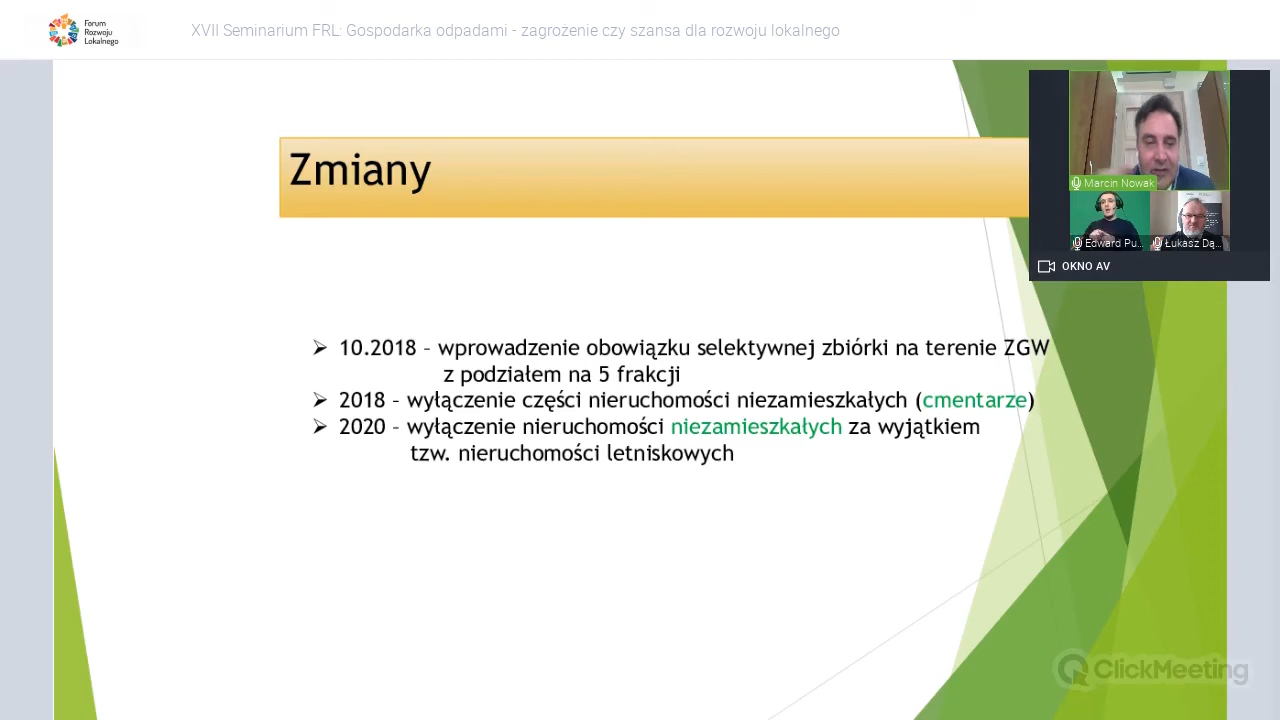 Forum
Rozwoju
Lokalnego
XVII Seminarium FRL: Gospodarka odpadami - zagrożenie czy szansa dla rozwoju lokalnego
Zmiany
Marcin Nowak
Edward Pu...
Łukasz Dą...
OKNO AV
10.2018 – wprowadzenie obowiązku selektywnej zbiórki na terenie ZGW
z podziałem na 5 frakcji
2018 – wyłączenie części nieruchomości niezamieszkałych (cmentarze)
2020 – wyłączenie nieruchomości niezamieszkałych za wyjątkiem
tzw. nieruchomości letniskowych
ClickMeeting